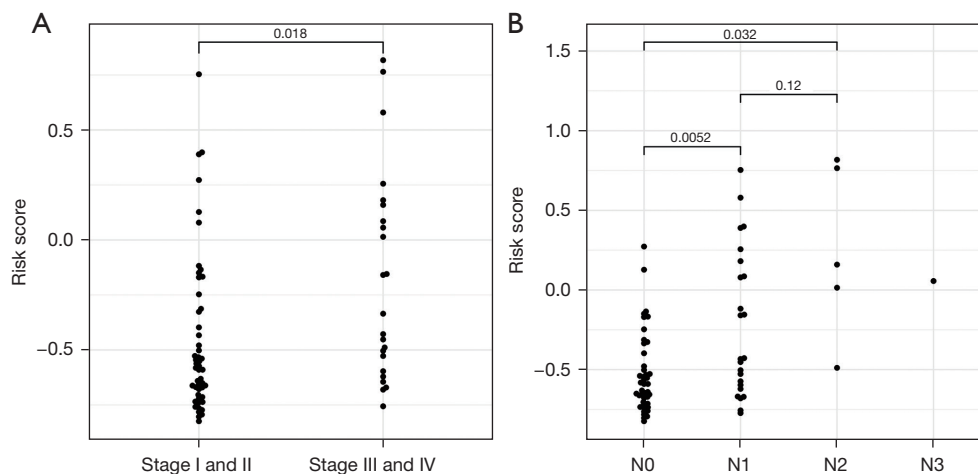 A
0.018
0.5
0.0
−0.5
Risk score
Stage I and II
Stage III and IV
B
0.032
0.12
0.0052
1.5
1.0
0.5
0.0
−0.5
Risk score
N0
N1
N2
N3